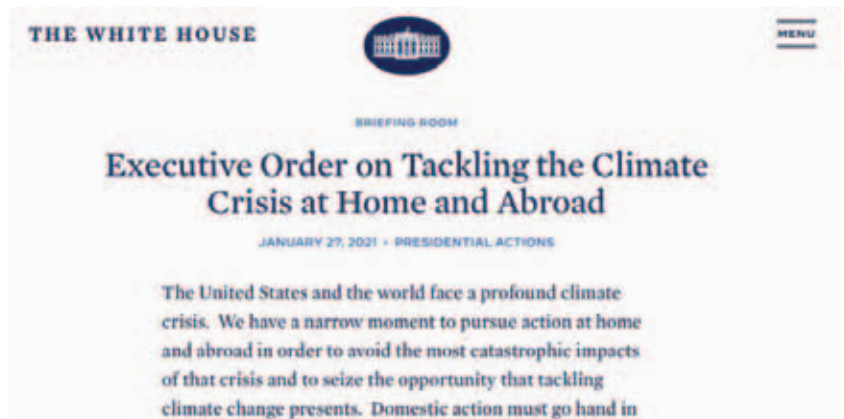 THE WHITE HOUSE
MENU
BRIEFING ROOM
Executive Order on Tackling the Climate
Crisis at Home and Abroad
JANUARY 27, 2021 • PRESIDENTIAL ACTIONS
The United States and the world face a profound climate
crisis. We have a narrow moment to pursue action at home
and abroad in order to avoid the most catastrophic impacts
of that crisis and to seize the opportunity that tackling
climate change presents. Domestic action must go hand in